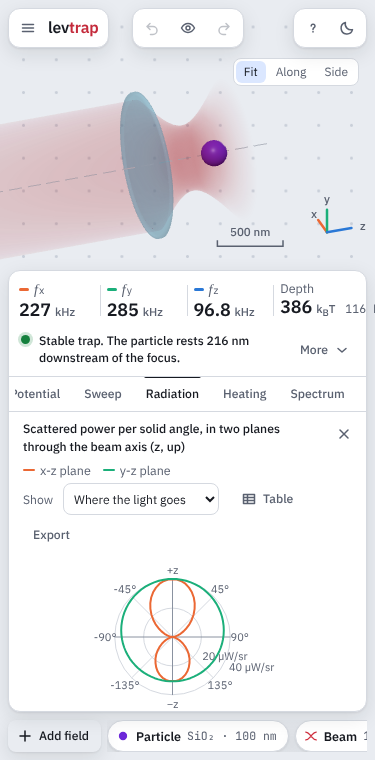 levtrap
?
Fit Along Side
500 nm
y
x
z
fx fy fz Depth
227 kHz 285 kHz 96.8 kHz 386 kBT 116
Stable trap. The particle rests 216 nm
downstream of the focus.
More
Potential Sweep Radiation Heating Spectrum
Scattered power per solid angle, in two planes
through the beam axis (z, up)
x-z plane y-z plane
Show Where the light goes Table
Export
+z
-45° 45°
-90° 90°
20 μW/sr
40 μW/sr
-135° 135°
−z
+ Add field Particle SiO₂ · 100 nm Beam